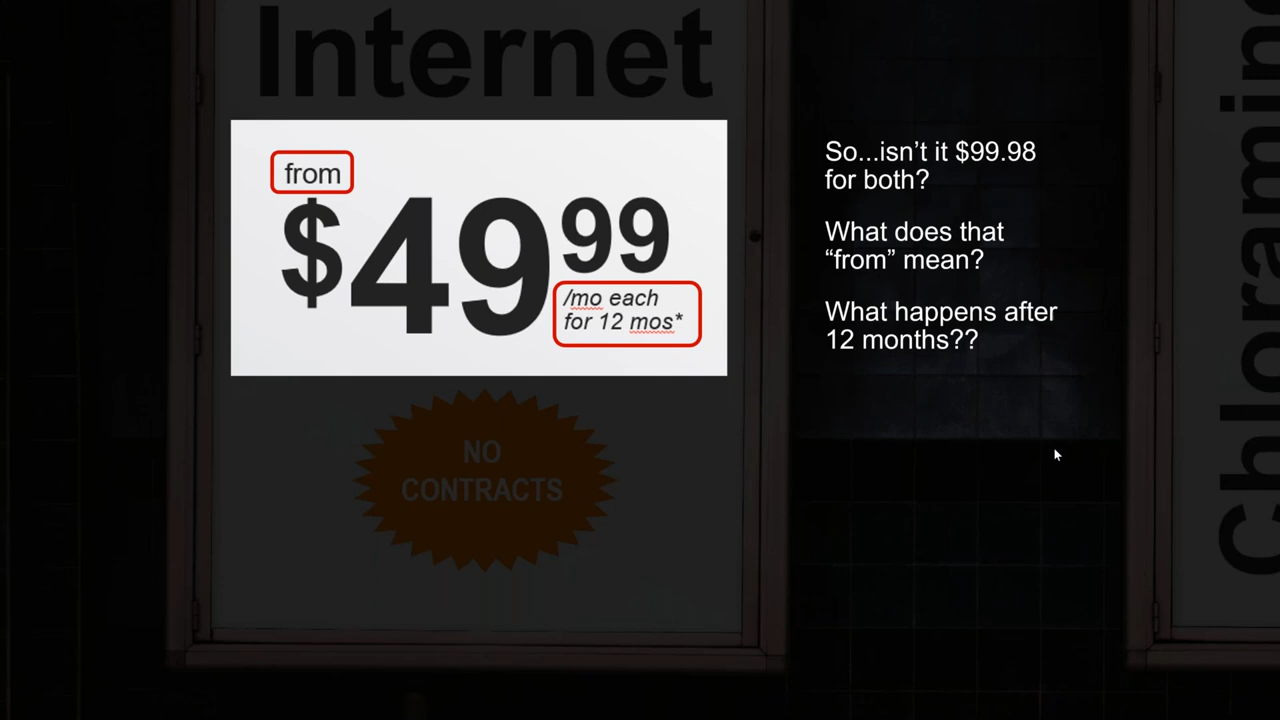 Internet
from
$49 99
/mo each
for 12 mos*
So...isn’t it $99.98
for both?
What does that
“from” mean?
What happens after
12 months??
NO
CONTRACTS